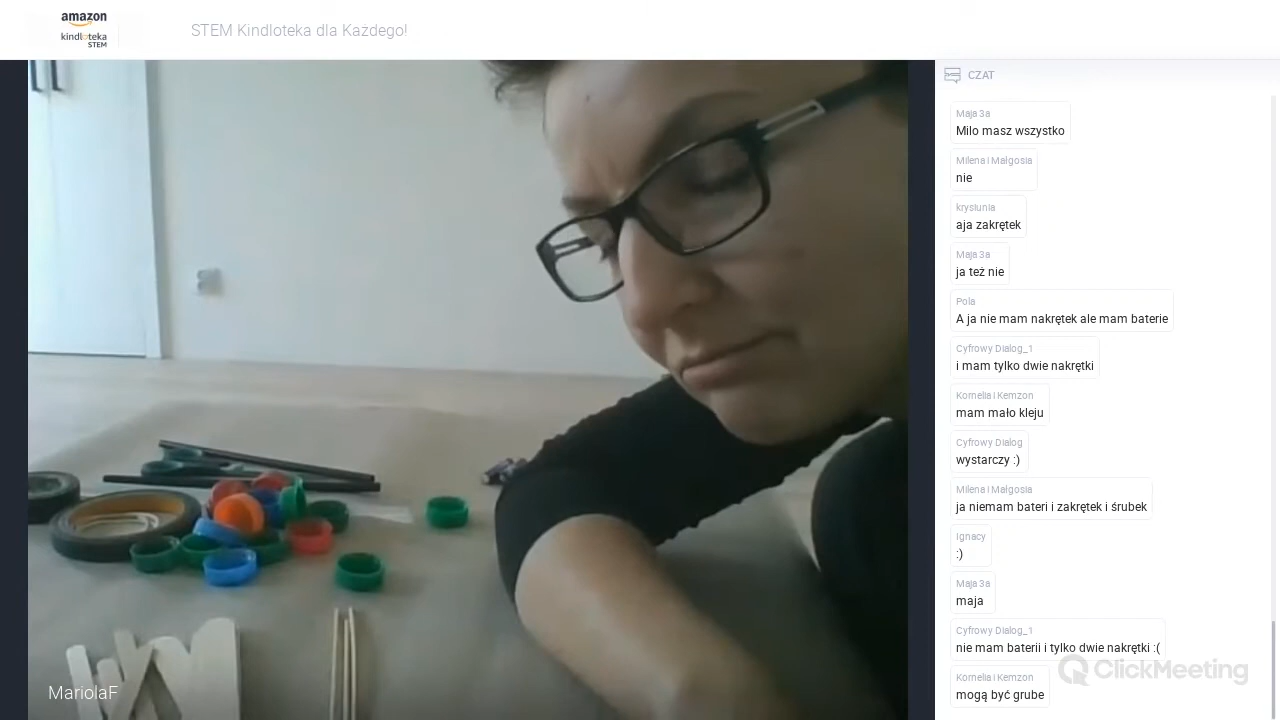 amazon
kindloteka
STEM
STEM Kindloteka dla Każdego!
CZAT
Maja 3a
Milo masz wszystko
Milena i Małgosia
nie
krysiunia
aja zakrętek
Maja 3a
ja też nie
Pola
A ja nie mam nakrętek ale mam baterie
Cyfrowy Dialog_1
i mam tylko dwie nakrętki
Kornelia i Kemzon
mam mało kleju
Cyfrowy Dialog
wystarczy :)
Milena i Małgosia
ja niemam bateri i zakrętek i śrubek
Ignacy
:)
Maja 3a
maja
Cyfrowy Dialog_1
nie mam baterii i tylko dwie nakrętki :(
Kornelia i Kemzon
mogą być grube
ClickMeeting
MariolaF